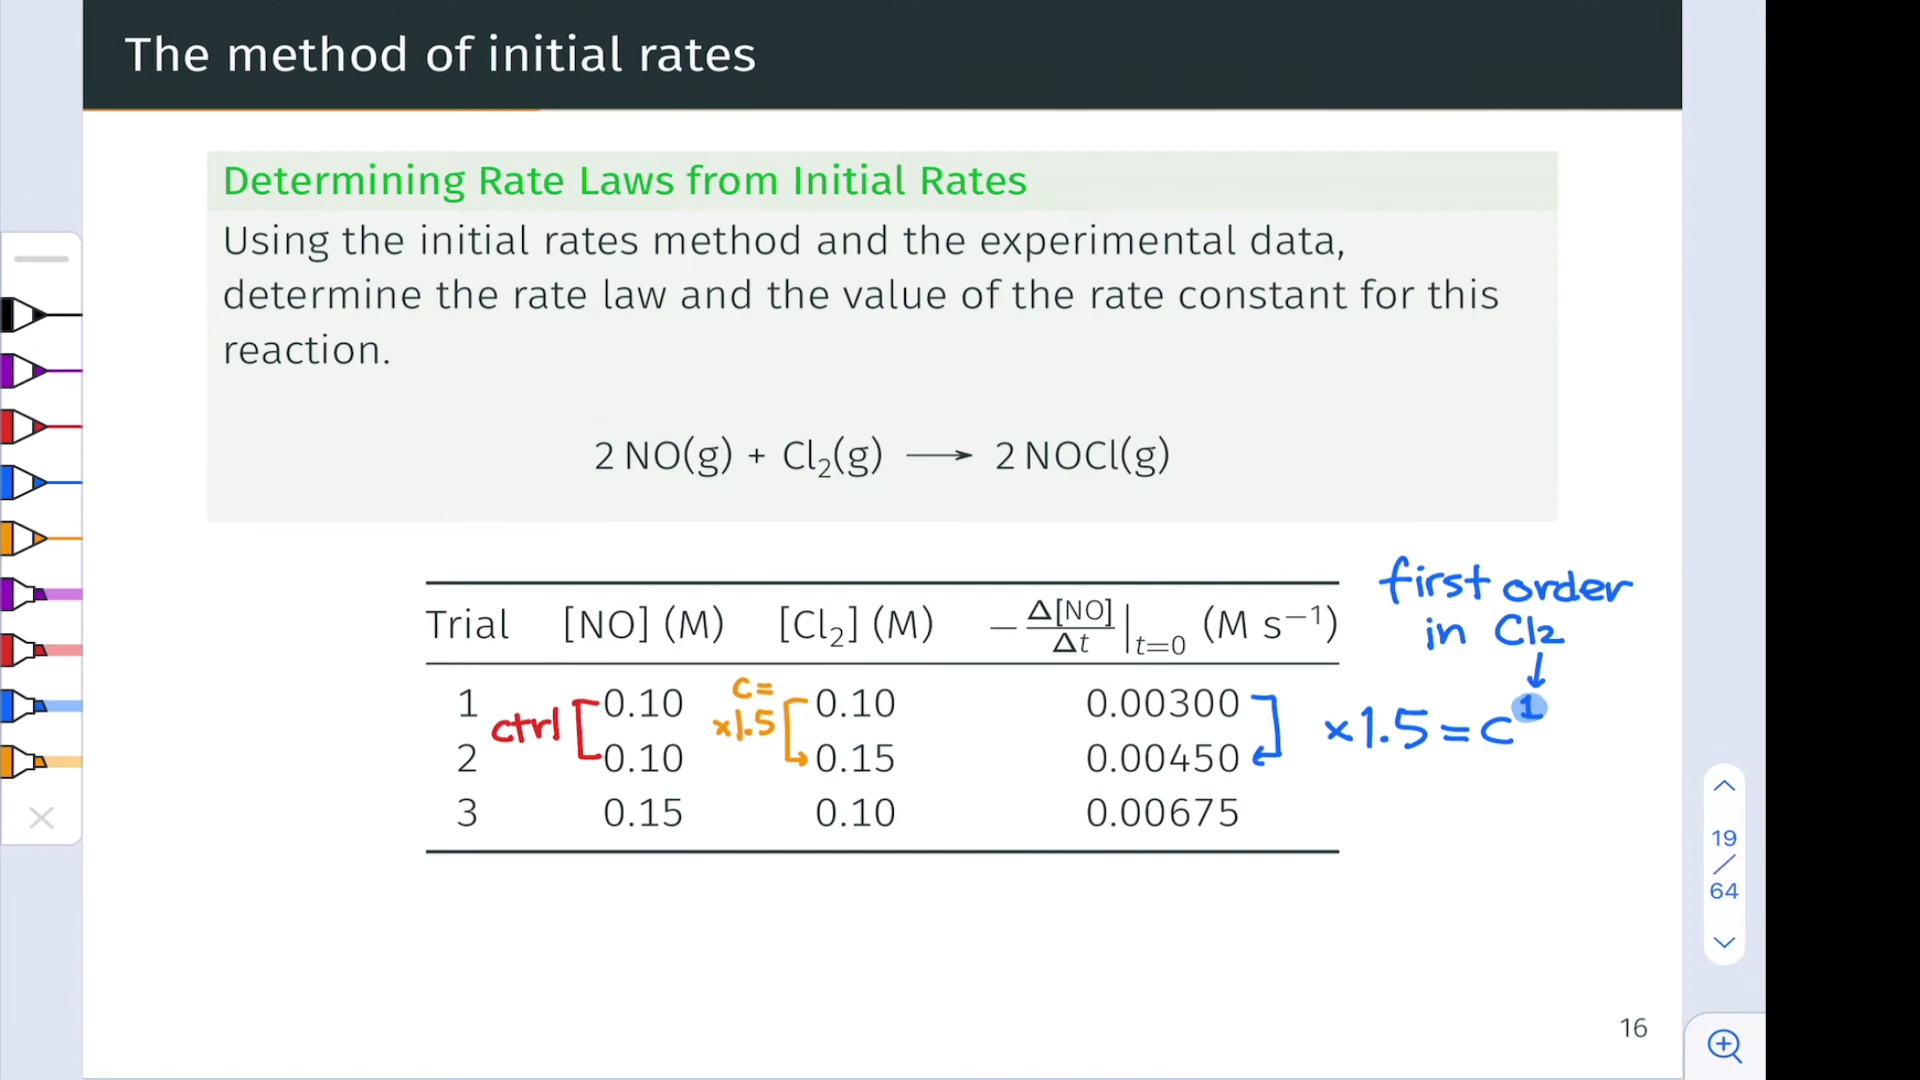 The method of initial rates
Determining Rate Laws from Initial Rates
Using the initial rates method and the experimental data,
determine the rate law and the value of the rate constant for this
reaction.
2 NO(g) + Cl₂(g) ⟶ 2 NOCl(g)
Trial [NO] (M) [Cl₂] (M) −Δ[NO]/Δt|t=0 (M s⁻¹)
1 0.10 0.10 0.00300
2 0.10 0.15 0.00450
3 0.15 0.10 0.00675
ctrl
c =
×1.5
first order
in Cl₂
↓
×1.5 = c¹
16
19
/
64